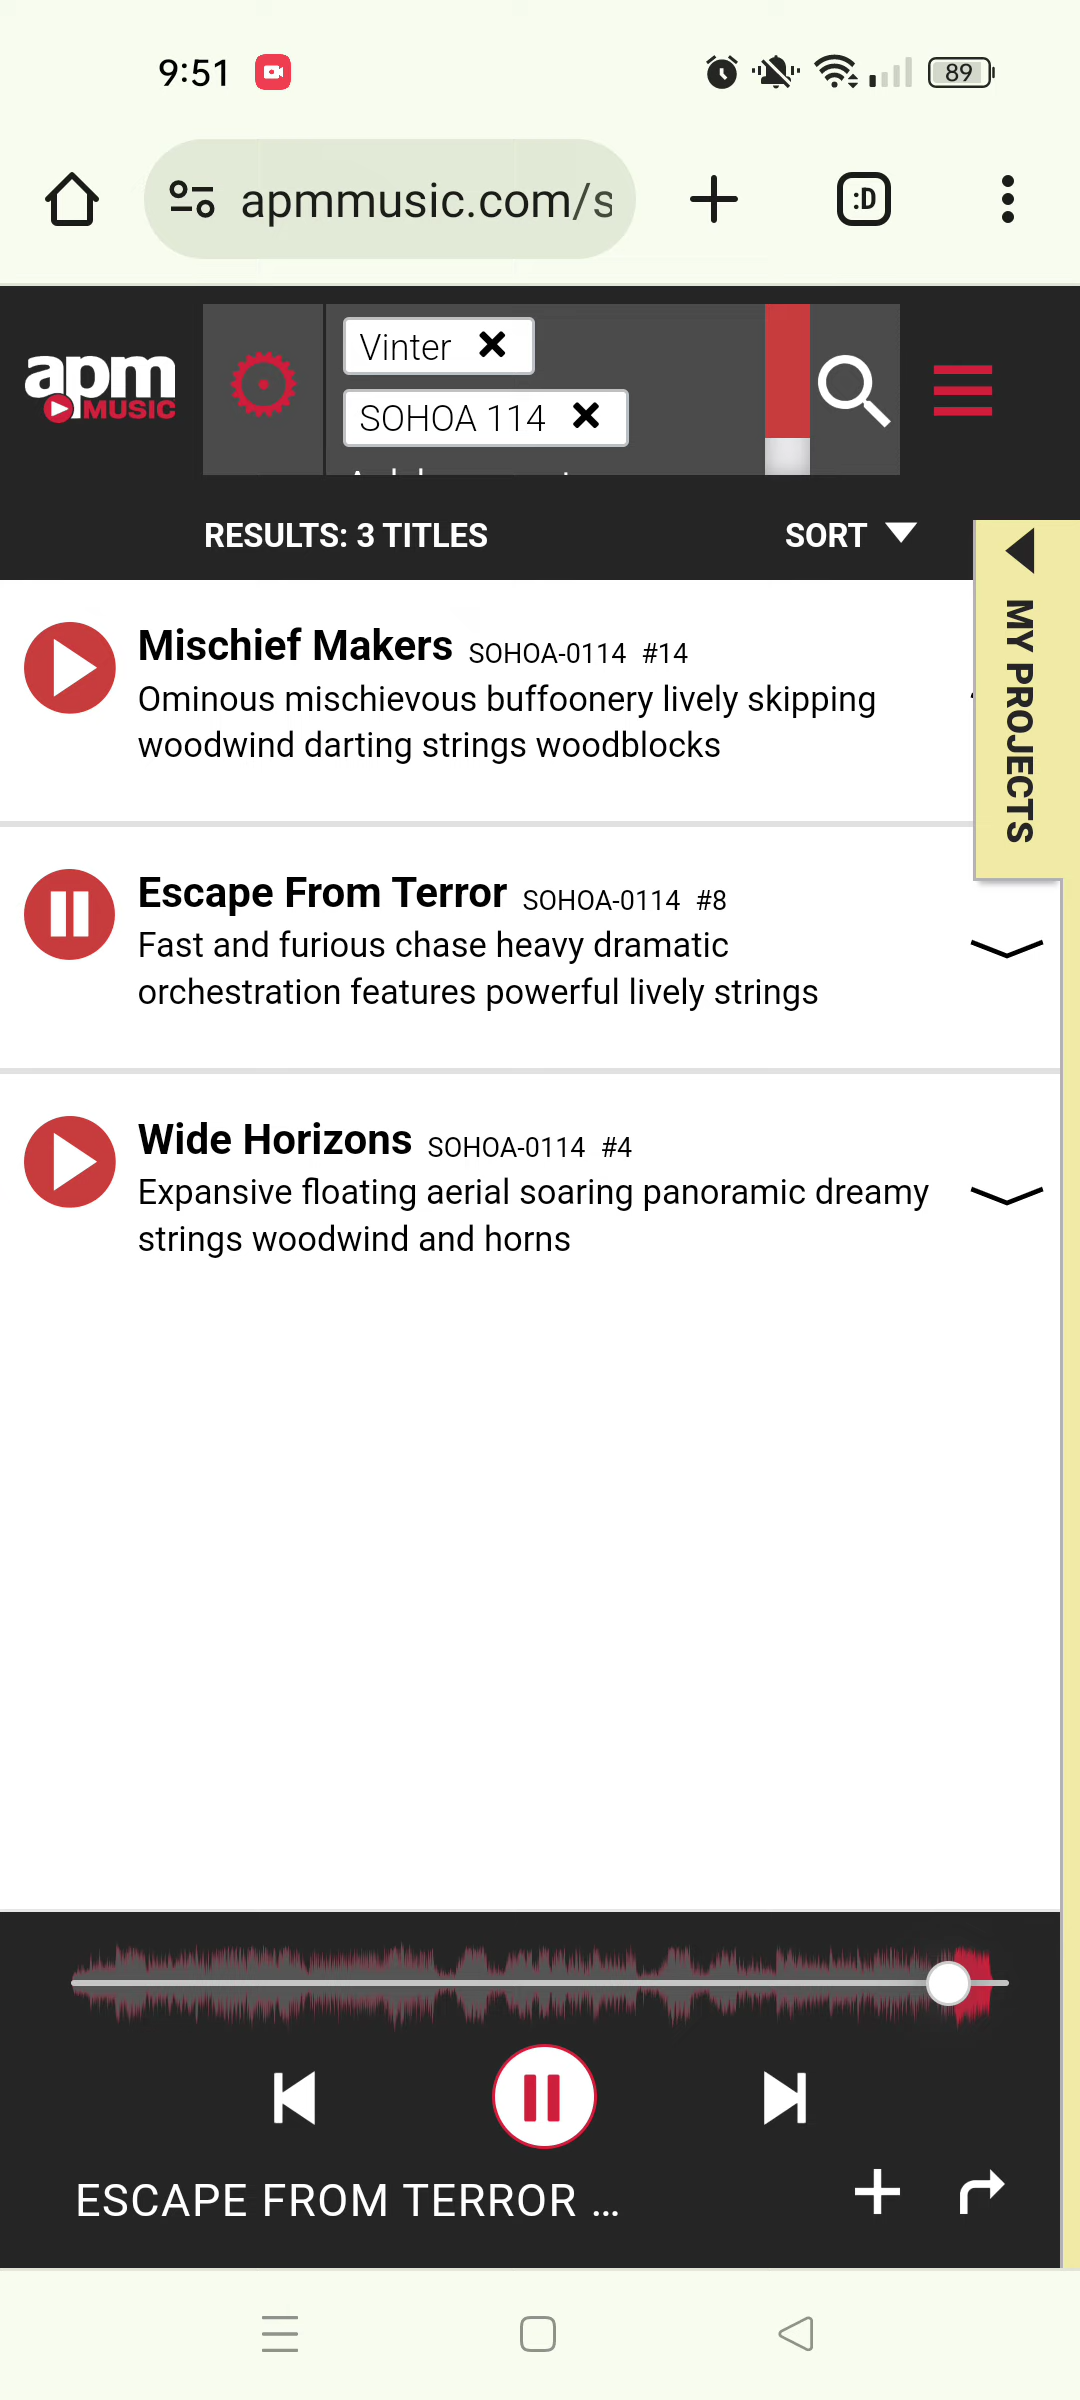 9:51
89
apmmusic.com/s
:D
apm
MUSIC
Vinter
SOHOA 114
RESULTS: 3 TITLES
SORT
MY PROJECTS
Mischief Makers SOHOA-0114 #14
Ominous mischievous buffoonery lively skipping
woodwind darting strings woodblocks
Escape From Terror SOHOA-0114 #8
Fast and furious chase heavy dramatic
orchestration features powerful lively strings
Wide Horizons SOHOA-0114 #4
Expansive floating aerial soaring panoramic dreamy
strings woodwind and horns
ESCAPE FROM TERROR ...